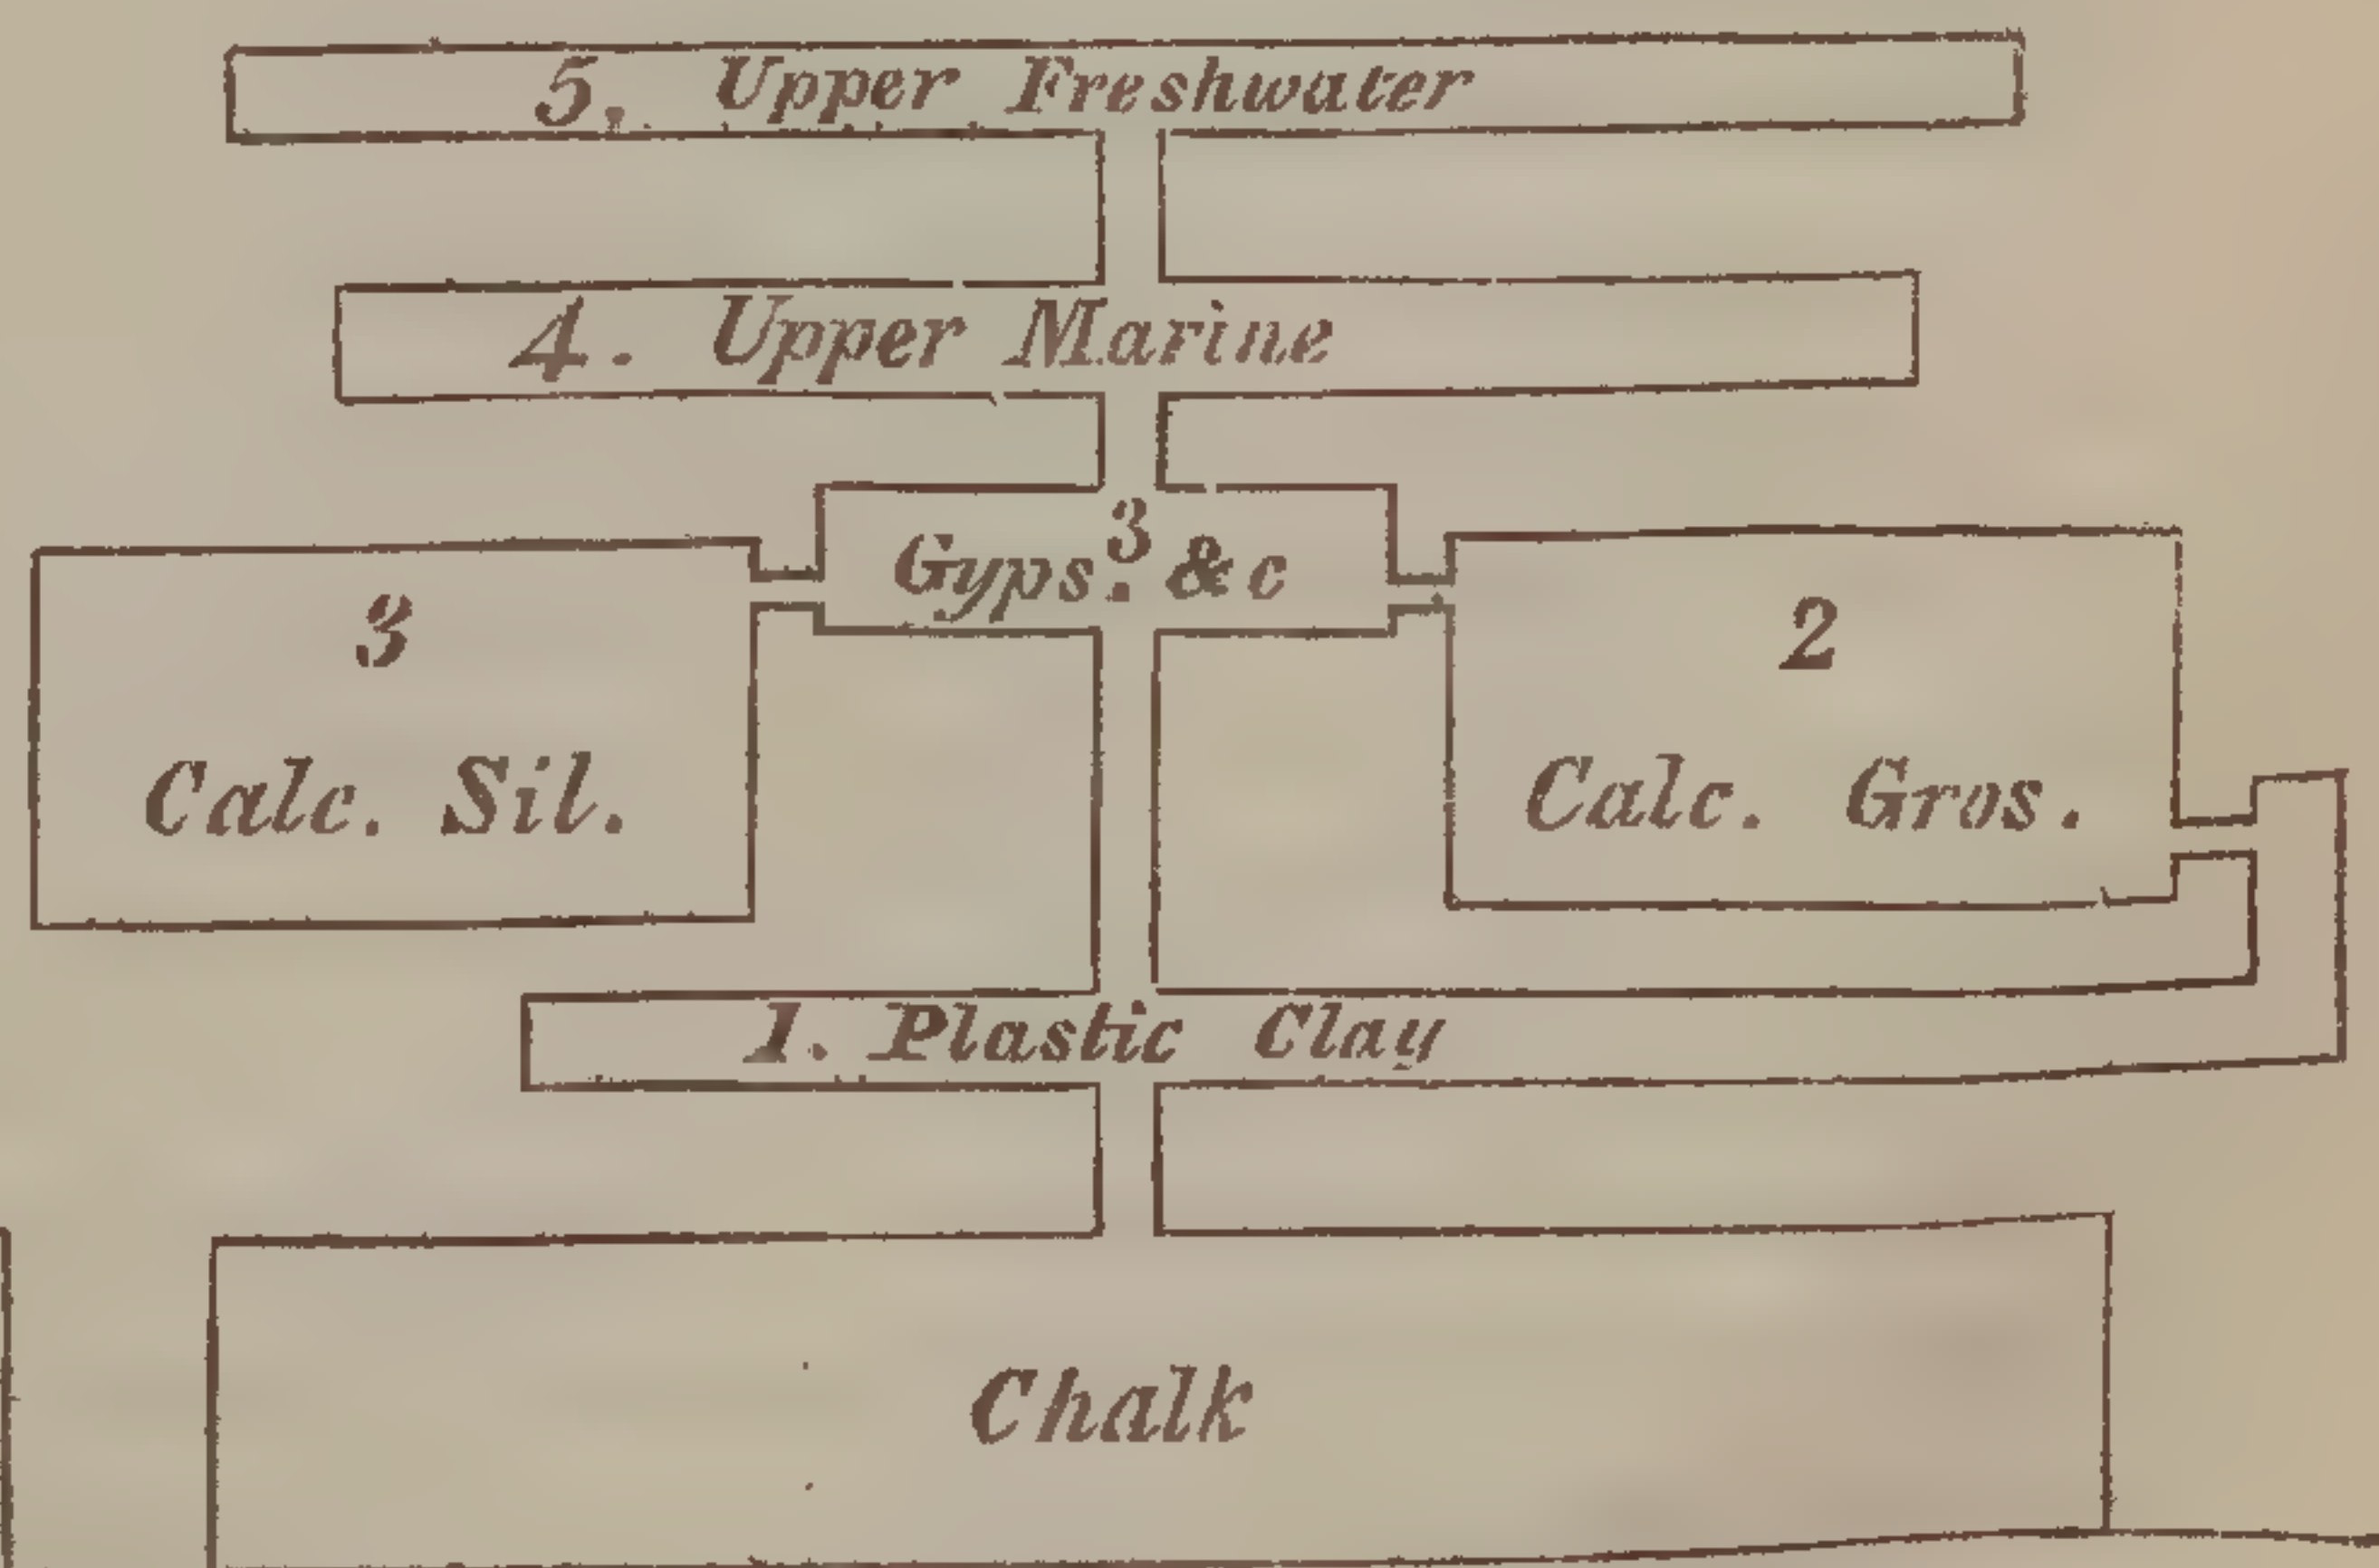 5. Upper Freshwater
4. Upper Marine
3
Gyps. & c
3
Calc. Sil.
2
Calc. Gros.
1. Plastic Clay
Chalk